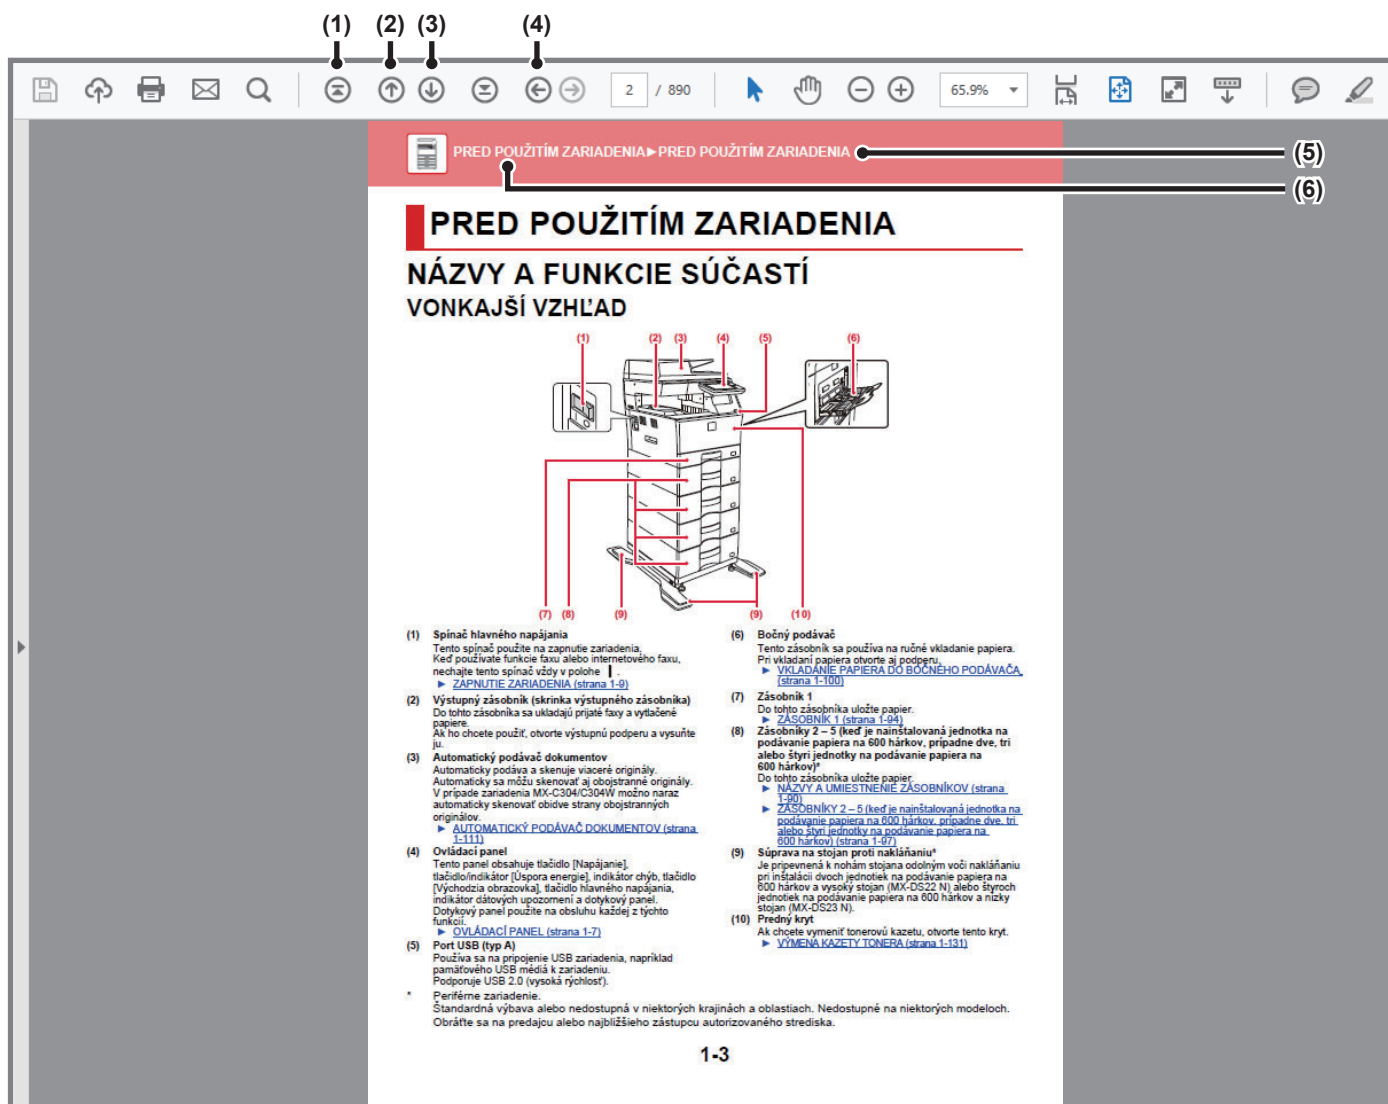 (1) (2) (3) (4)
2 / 890 65.9%
PRED POUŽITÍM ZARIADENIA►PRED POUŽITÍM ZARIADENIA
(5)
(6)
PRED POUŽITÍM ZARIADENIA
NÁZVY A FUNKCIE SÚČASTÍ
VONKAJŠÍ VZHĽAD
(1) (2) (3) (4) (5) (6)
(7) (8) (9) (9) (10)
(1) Spínač hlavného napájania
Tento spínač použite na zapnutie zariadenia.
Keď používate funkcie faxu alebo internetového faxu,
nechajte tento spínač vždy v polohe ┃ .
► ZAPNUTIE ZARIADENIA (strana 1-9)
(2) Výstupný zásobník (skrinka výstupného zásobníka)
Do tohto zásobníka sa ukladajú prijaté faxy a vytlačené
papiere.
Ak ho chcete použiť, otvorte výstupnú podperu a vysuňte
ju.
(3) Automatický podávač dokumentov
Automaticky podáva a skenuje viaceré originály.
Automaticky sa môžu skenovať aj obojstranné originály.
V prípade zariadenia MX-C304/C304W možno naraz
automaticky skenovať obidve strany obojstranných
originálov.
► AUTOMATICKÝ PODÁVAČ DOKUMENTOV (strana
1-111)
(4) Ovládací panel
Tento panel obsahuje tlačidlo [Napájanie],
tlačidlo/indikátor [Úspora energie], indikátor chýb, tlačidlo
[Východzia obrazovka], tlačidlo hlavného napájania,
indikátor dátových upozornení a dotykový panel.
Dotykový panel použite na obsluhu každej z týchto
funkcií.
► OVLÁDACÍ PANEL (strana 1-7)
(5) Port USB (typ A)
Používa sa na pripojenie USB zariadenia, napríklad
pamäťového USB médiá k zariadeniu.
Podporuje USB 2.0 (vysoká rýchlosť).
(6) Bočný podávač
Tento zásobník sa používa na ručné vkladanie papiera.
Pri vkladaní papiera otvorte aj podperu.
► VKLADANIE PAPIERA DO BOČNÉHO PODÁVAČA
(strana 1-100)
(7) Zásobník 1
Do tohto zásobníka uložte papier.
► ZÁSOBNÍK 1 (strana 1-94)
(8) Zásobníky 2 – 5 (keď je nainštalovaná jednotka na
podávanie papiera na 600 hárkov, prípadne dve, tri
alebo štyri jednotky na podávanie papiera na
600 hárkov)*
Do tohto zásobníka uložte papier.
► NÁZVY A UMIESTNENIE ZÁSOBNÍKOV (strana
1-90)
► ZÁSOBNÍKY 2 – 5 (keď je nainštalovaná jednotka na
podávanie papiera na 600 hárkov, prípadne dve, tri
alebo štyri jednotky na podávanie papiera na
600 hárkov) (strana 1-97)
(9) Súprava na stojan proti nakláňaniu*
Je pripevnená k nohám stojana odolným voči nakláňaniu
pri inštalácii dvoch jednotiek na podávanie papiera na
600 hárkov a vysoký stojan (MX-DS22 N) alebo štyroch
jednotiek na podávanie papiera na 600 hárkov a nízky
stojan (MX-DS23 N).
(10) Predný kryt
Ak chcete vymeniť tonerovú kazetu, otvorte tento kryt.
► VÝMENA KAZETY TONERA (strana 1-131)
* Periférne zariadenie.
Štandardná výbava alebo nedostupná v niektorých krajinách a oblastiach. Nedostupné na niektorých modeloch.
Obráťte sa na predajcu alebo najbližšieho zástupcu autorizovaného strediska.
1-3